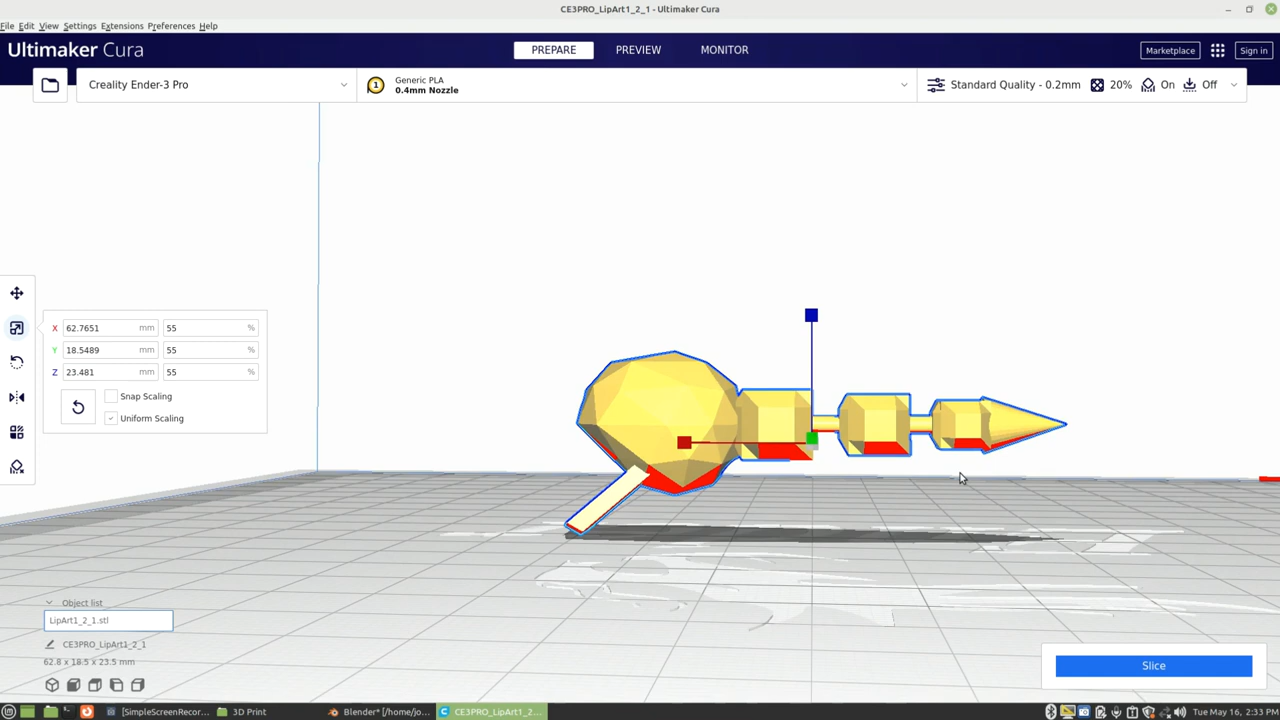 CE3PRO_LipArt1_2_1 - Ultimaker Cura
File Edit View Settings Extensions Preferences Help
Ultimaker Cura PREPARE PREVIEW MONITOR Marketplace Sign in
Creality Ender-3 Pro
1 Generic PLA
0.4mm Nozzle
Standard Quality - 0.2mm 20% On Off
X 62.7651 mm 55 %
Y 18.5489 mm 55 %
Z 23.481 mm 55 %
Snap Scaling
Uniform Scaling
Object list
LipArt1_2_1.stl
CE3PRO_LipArt1_2_1
62.8 x 18.5 x 23.5 mm
Slice
[SimpleScreenRecor... 3D Print Blender* [/home/jo... CE3PRO_LipArt1_2... Tue May 16, 2:33 PM